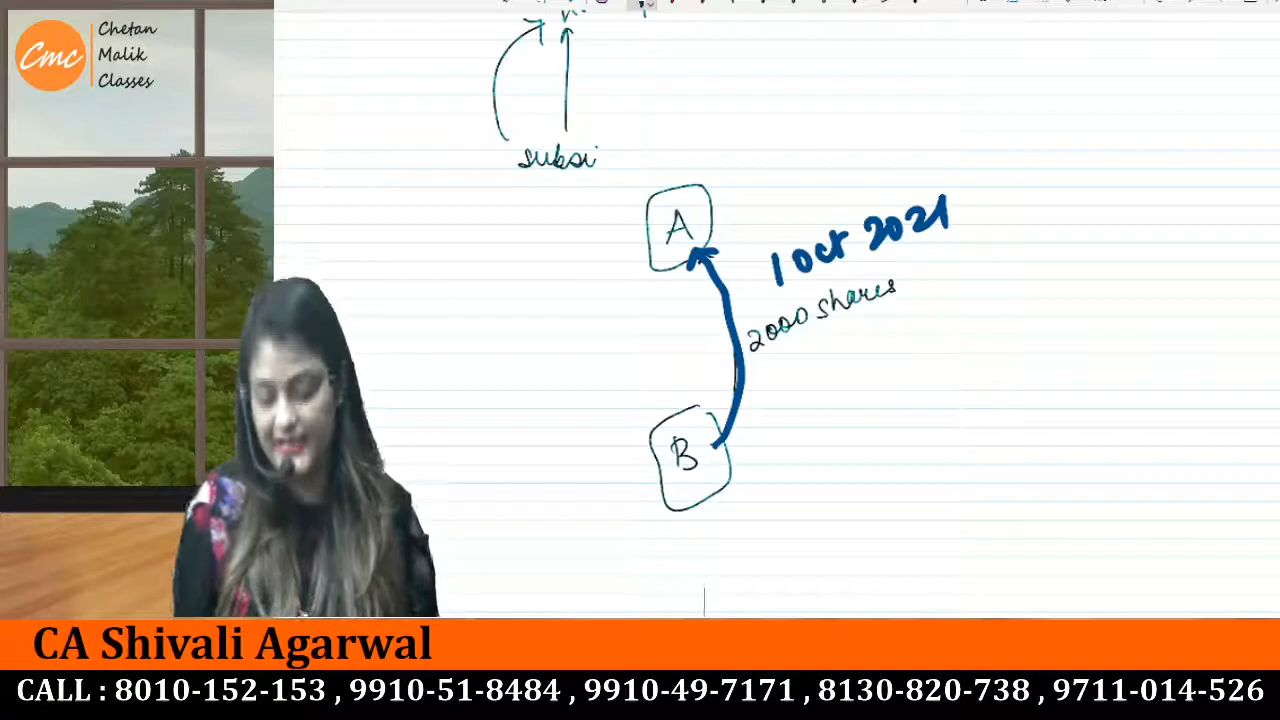 Cmc
Chetan
Malik
Classes
subsi
A
1 Oct 2021
2000 shares
B
CA Shivali Agarwal
CALL : 8010-152-153 , 9910-51-8484 , 9910-49-7171 , 8130-820-738 , 9711-014-526